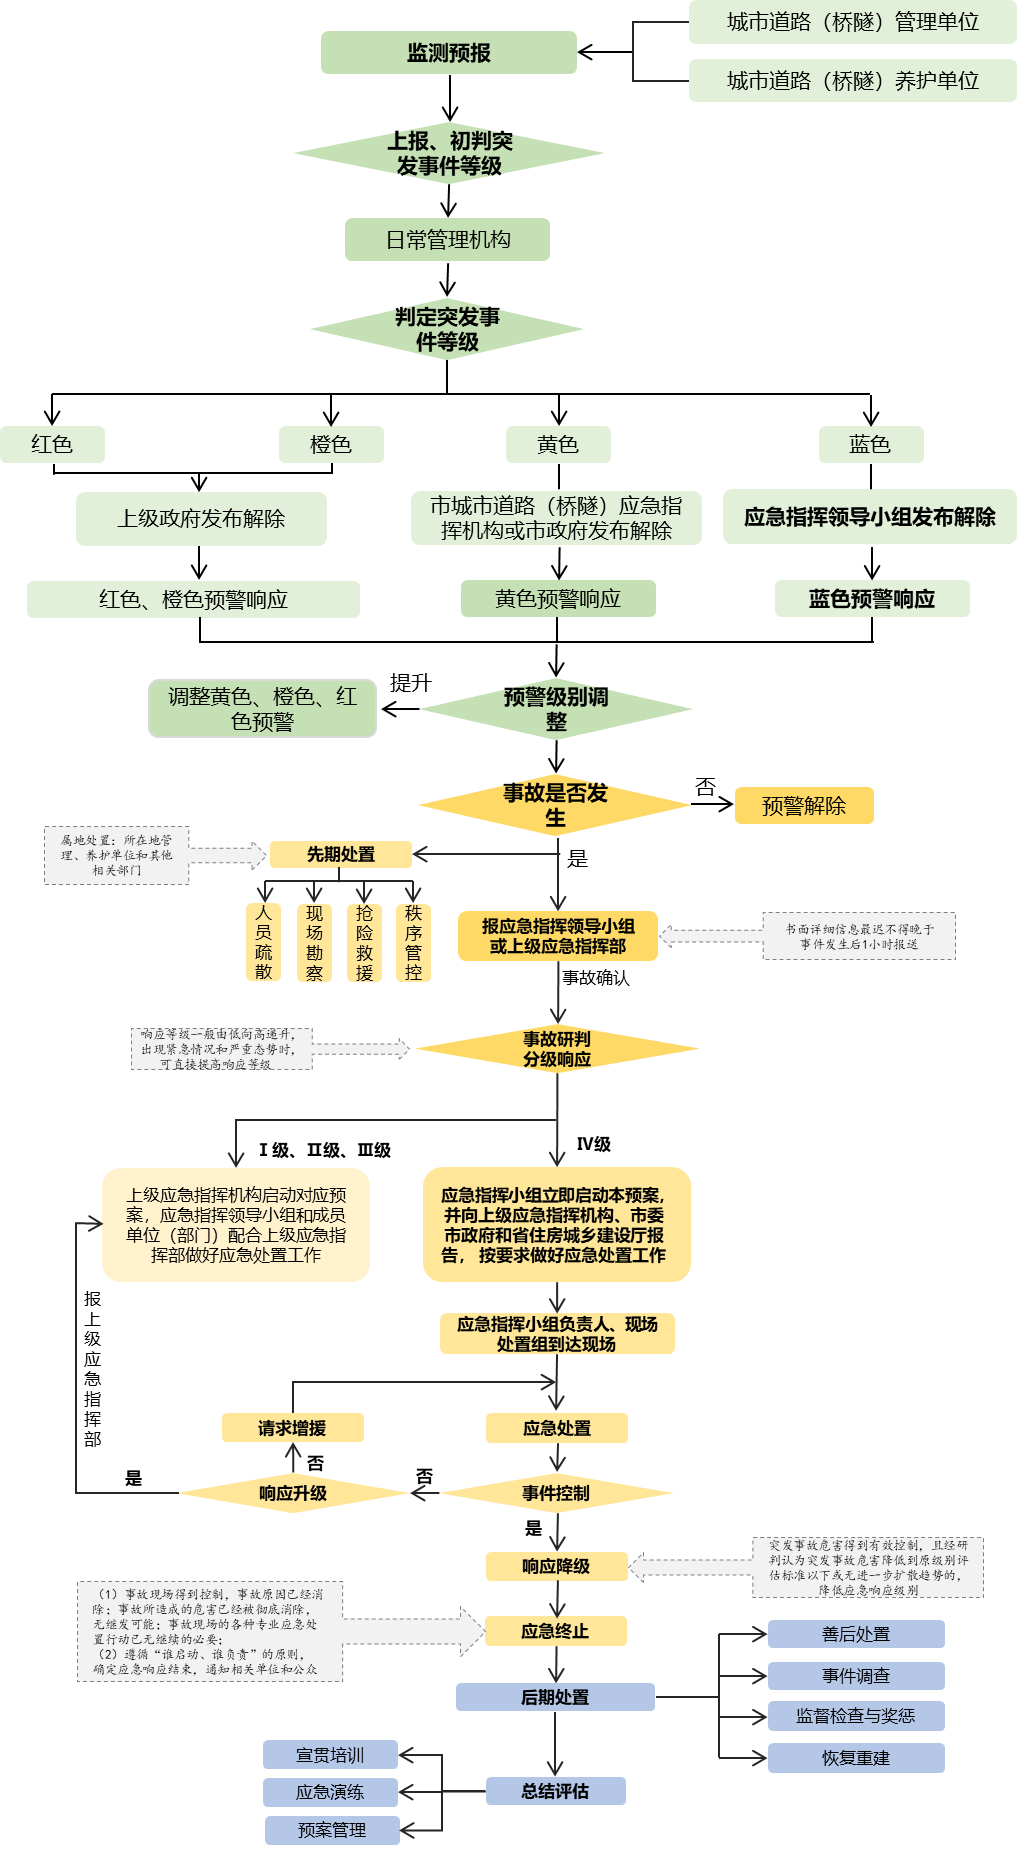 城市道路（桥隧）管理单位
监测预报
城市道路（桥隧）养护单位
上报、初判突
发事件等级
日常管理机构
判定突发事
件等级
红色
橙色
黄色
蓝色
上级政府发布解除
市城市道路（桥隧）应急指
挥机构或市政府发布解除
应急指挥领导小组发布解除
红色、橙色预警响应
黄色预警响应
蓝色预警响应
提升
调整黄色、橙色、红
色预警
预警级别调
整
事故是否发
生
否
预警解除
是
属地处置：所在地管
理、养护单位和其他
相关部门
先期处置
人员疏散
现场勘察
抢险救援
秩序管控
报应急指挥领导小组
或上级应急指挥部
书面详细信息最迟不得晚于
事件发生后1小时报送
事故确认
响应等级一般由低向高递升，
出现紧急情况和严重态势时，
可直接提高响应等级
事故研判
分级响应
Ⅰ级、Ⅱ级、Ⅲ级
Ⅳ级
上级应急指挥机构启动对应预
案，应急指挥领导小组和成员
单位（部门）配合上级应急指
挥部做好应急处置工作
应急指挥小组立即启动本预案，
并向上级应急指挥机构、市委
市政府和省住房城乡建设厅报
告， 按要求做好应急处置工作
报上级应急指挥部
应急指挥小组负责人、现场
处置组到达现场
请求增援
应急处置
否
是
响应升级
否
事件控制
是
响应降级
突发事故危害得到有效控制，且经研
判认为突发事故危害降低到原级别评
估标准以下或无进一步扩散趋势的，
降低应急响应级别
（1）事故现场得到控制，事故原因已经消
除；事故所造成的危害已经被彻底消除，
无继发可能；事故现场的各种专业应急处
置行动已无继续的必要；
（2）遵循“谁启动、谁负责”的原则，
确定应急响应结束，通知相关单位和公众
应急终止
后期处置
善后处置
事件调查
监督检查与奖惩
恢复重建
总结评估
宣贯培训
应急演练
预案管理